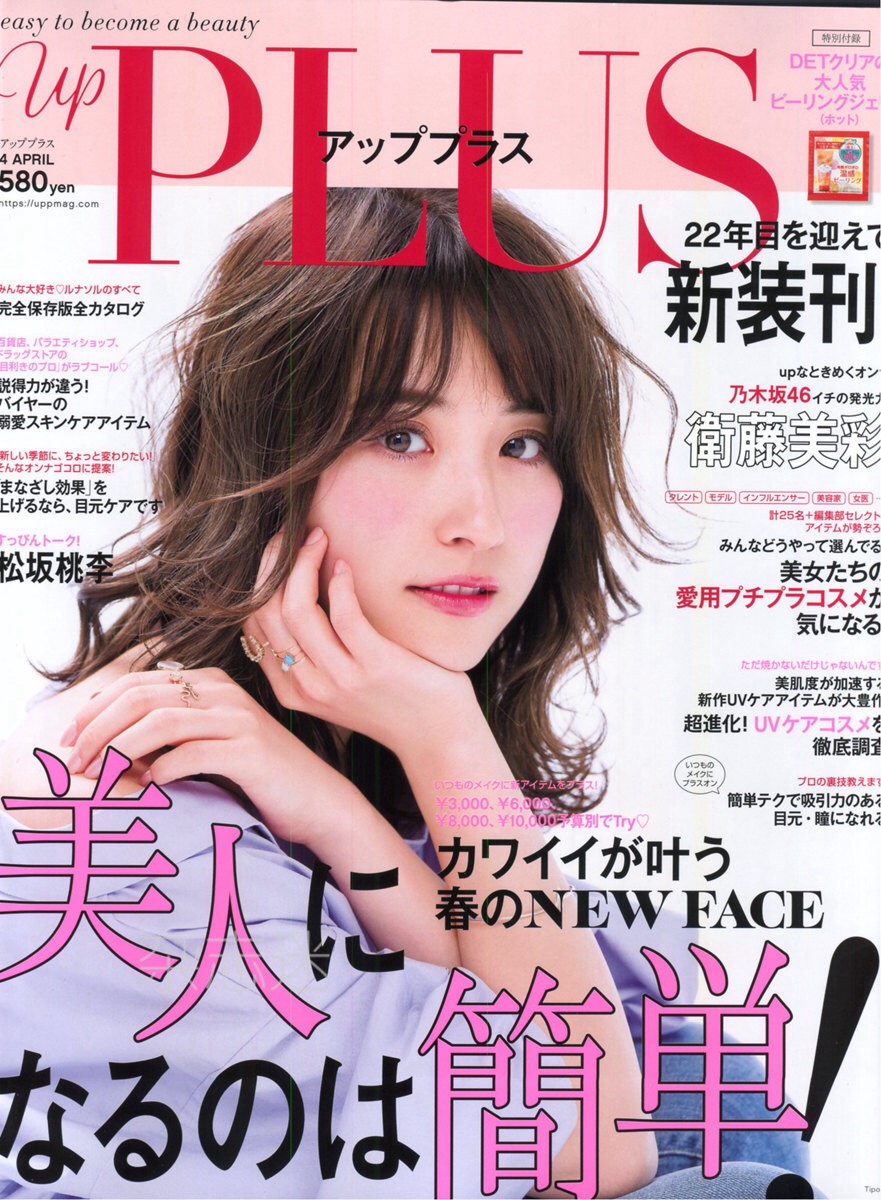 easy to become a beauty
up PLUS
アッププラス
アッププラス
4 APRIL
580yen
https://uppmag.com
特別付録
DETクリアの
大人気
ピーリングジェ
(ホット)
温感
ピーリング
22年目を迎えて
新装刊
みんな大好き♡ルナソルのすべて
完全保存版全力カタログ
百貨店、バラエティショップ、
ドラッグストアの
「目利きのプロ」がラブコール♡
説得力が違う!
バイヤーの
溺愛スキンケアアイテム
新しい季節に、ちょっと変わりたい!
そんなオンナゴコロに提案!
「まなざし効果」を
上げるなら、目元ケアです
すっぴんトーク!
松坂桃李
upなときめくオン
乃木坂46イチの発光
衛藤美彩
タレント モデル インフルエンサー 美容家 女医
計25名+編集部セレクト
アイテムが勢ぞろ
みんなどうやって選んでる
美女たちの
愛用プチプラコスメが
気になる
ただ焼かないだけじゃないんです
美肌度が加速する
新作UVケアアイテムが大豊作
超進化! UVケアコスメを
徹底調査
いつもの
メイクに
プラスオン
プロの裏技教えます
簡単テクで吸引力のある
目元・瞳になれる
いつものメイクに新アイテムをプラス!
¥3,000、¥6,000、
¥8,000、¥10,000予算別でTry♡
カワイイが叶う
春のNEW FACE
美人に
なるのは簡単!
Tipo